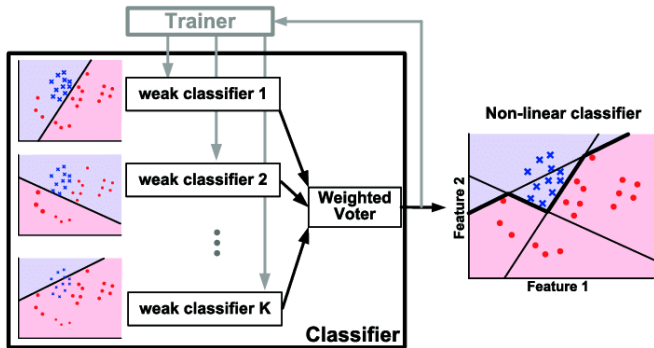 Trainer
weak classifier 1
weak classifier 2
weak classifier K
Weighted
Voter
Classifier
Non-linear classifier
Feature 2
Feature 1